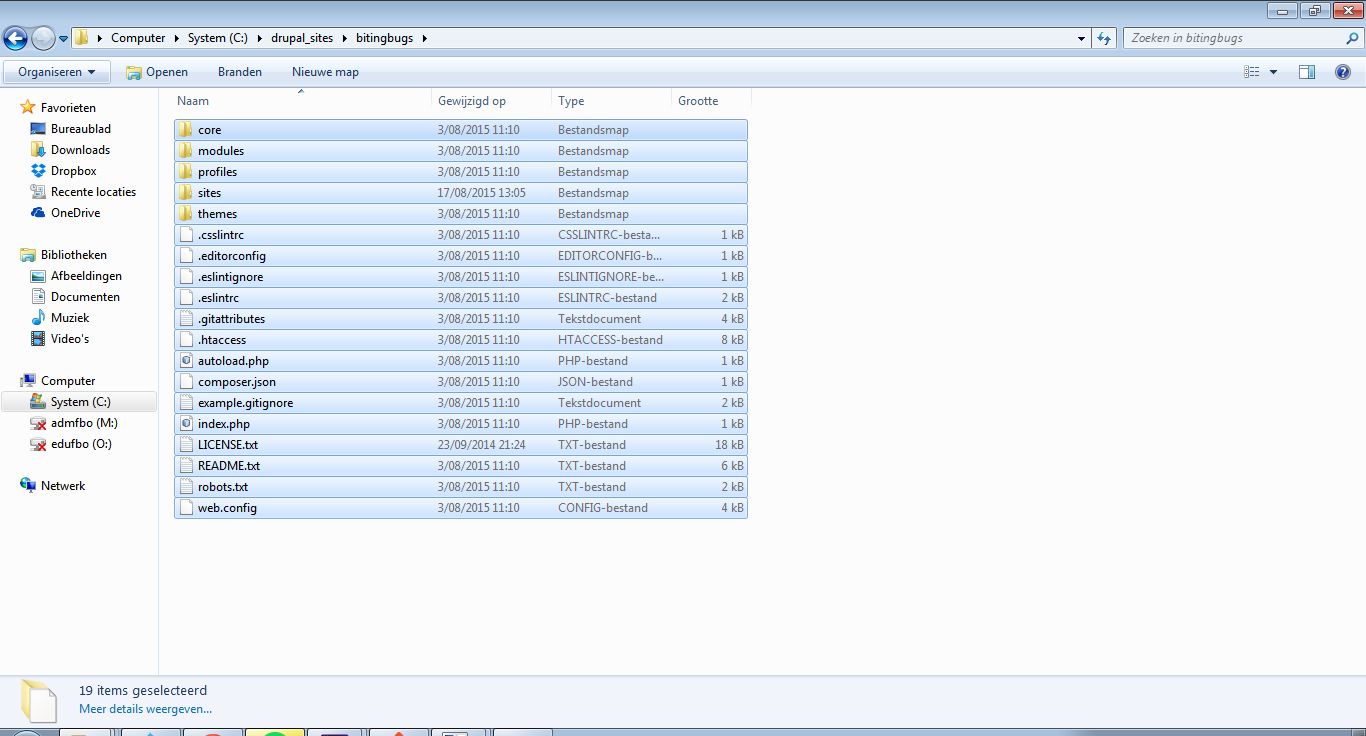 Computer System (C:) drupal_sites bitingbugs Zoeken in bitingbugs
Organiseren Openen Branden Nieuwe map
Naam Gewijzigd op Type Grootte
Favorieten
Bureaublad
Downloads
Dropbox
Recente locaties
OneDrive
Bibliotheken
Afbeeldingen
Documenten
Muziek
Video's
Computer
System (C:)
admfbo (M:)
edufbo (O:)
Netwerk
core 3/08/2015 11:10 Bestandsmap
modules 3/08/2015 11:10 Bestandsmap
profiles 3/08/2015 11:10 Bestandsmap
sites 17/08/2015 13:05 Bestandsmap
themes 3/08/2015 11:10 Bestandsmap
.csslintrc 3/08/2015 11:10 CSSLINTRC-besta... 1 kB
.editorconfig 3/08/2015 11:10 EDITORCONFIG-b... 1 kB
.eslintignore 3/08/2015 11:10 ESLINTIGNORE-be... 1 kB
.eslintrc 3/08/2015 11:10 ESLINTRC-bestand 2 kB
.gitattributes 3/08/2015 11:10 Tekstdocument 4 kB
.htaccess 3/08/2015 11:10 HTACCESS-bestand 8 kB
autoload.php 3/08/2015 11:10 PHP-bestand 1 kB
composer.json 3/08/2015 11:10 JSON-bestand 1 kB
example.gitignore 3/08/2015 11:10 Tekstdocument 2 kB
index.php 3/08/2015 11:10 PHP-bestand 1 kB
LICENSE.txt 23/09/2014 21:24 TXT-bestand 18 kB
README.txt 3/08/2015 11:10 TXT-bestand 6 kB
robots.txt 3/08/2015 11:10 TXT-bestand 2 kB
web.config 3/08/2015 11:10 CONFIG-bestand 4 kB
19 items geselecteerd
Meer details weergeven...